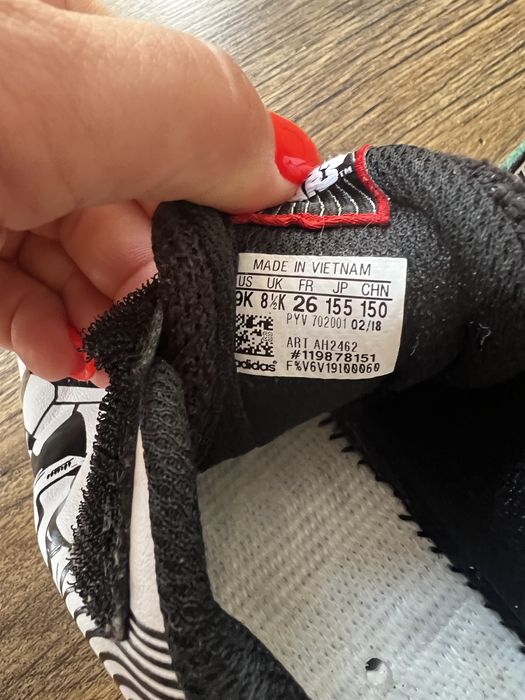 MADE IN VIETNAM
US UK FR JP CHN
9K 8½K 26 155 150
PYV 702001 02/18
ART AH2462
#119878151
adidas F%V6V19100060